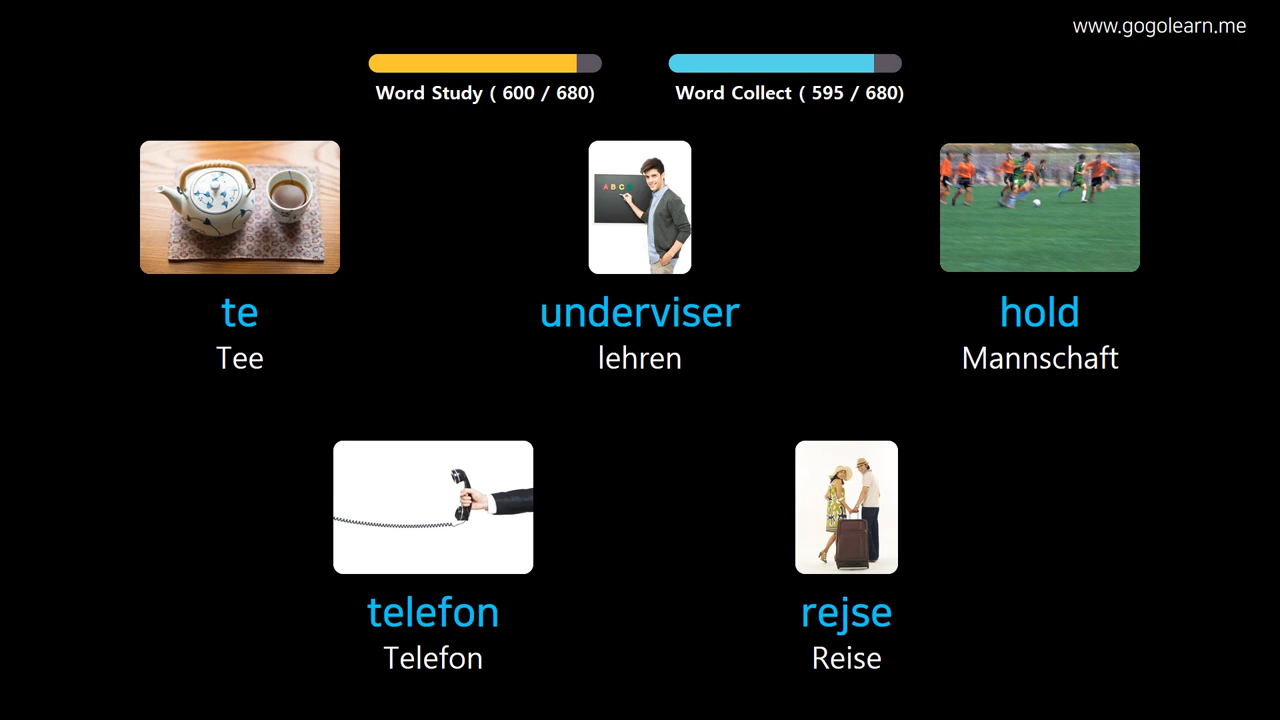 www.gogolearn.me
Word Study ( 600 / 680)
Word Collect ( 595 / 680)
te
Tee
underviser
lehren
hold
Mannschaft
telefon
Telefon
rejse
Reise